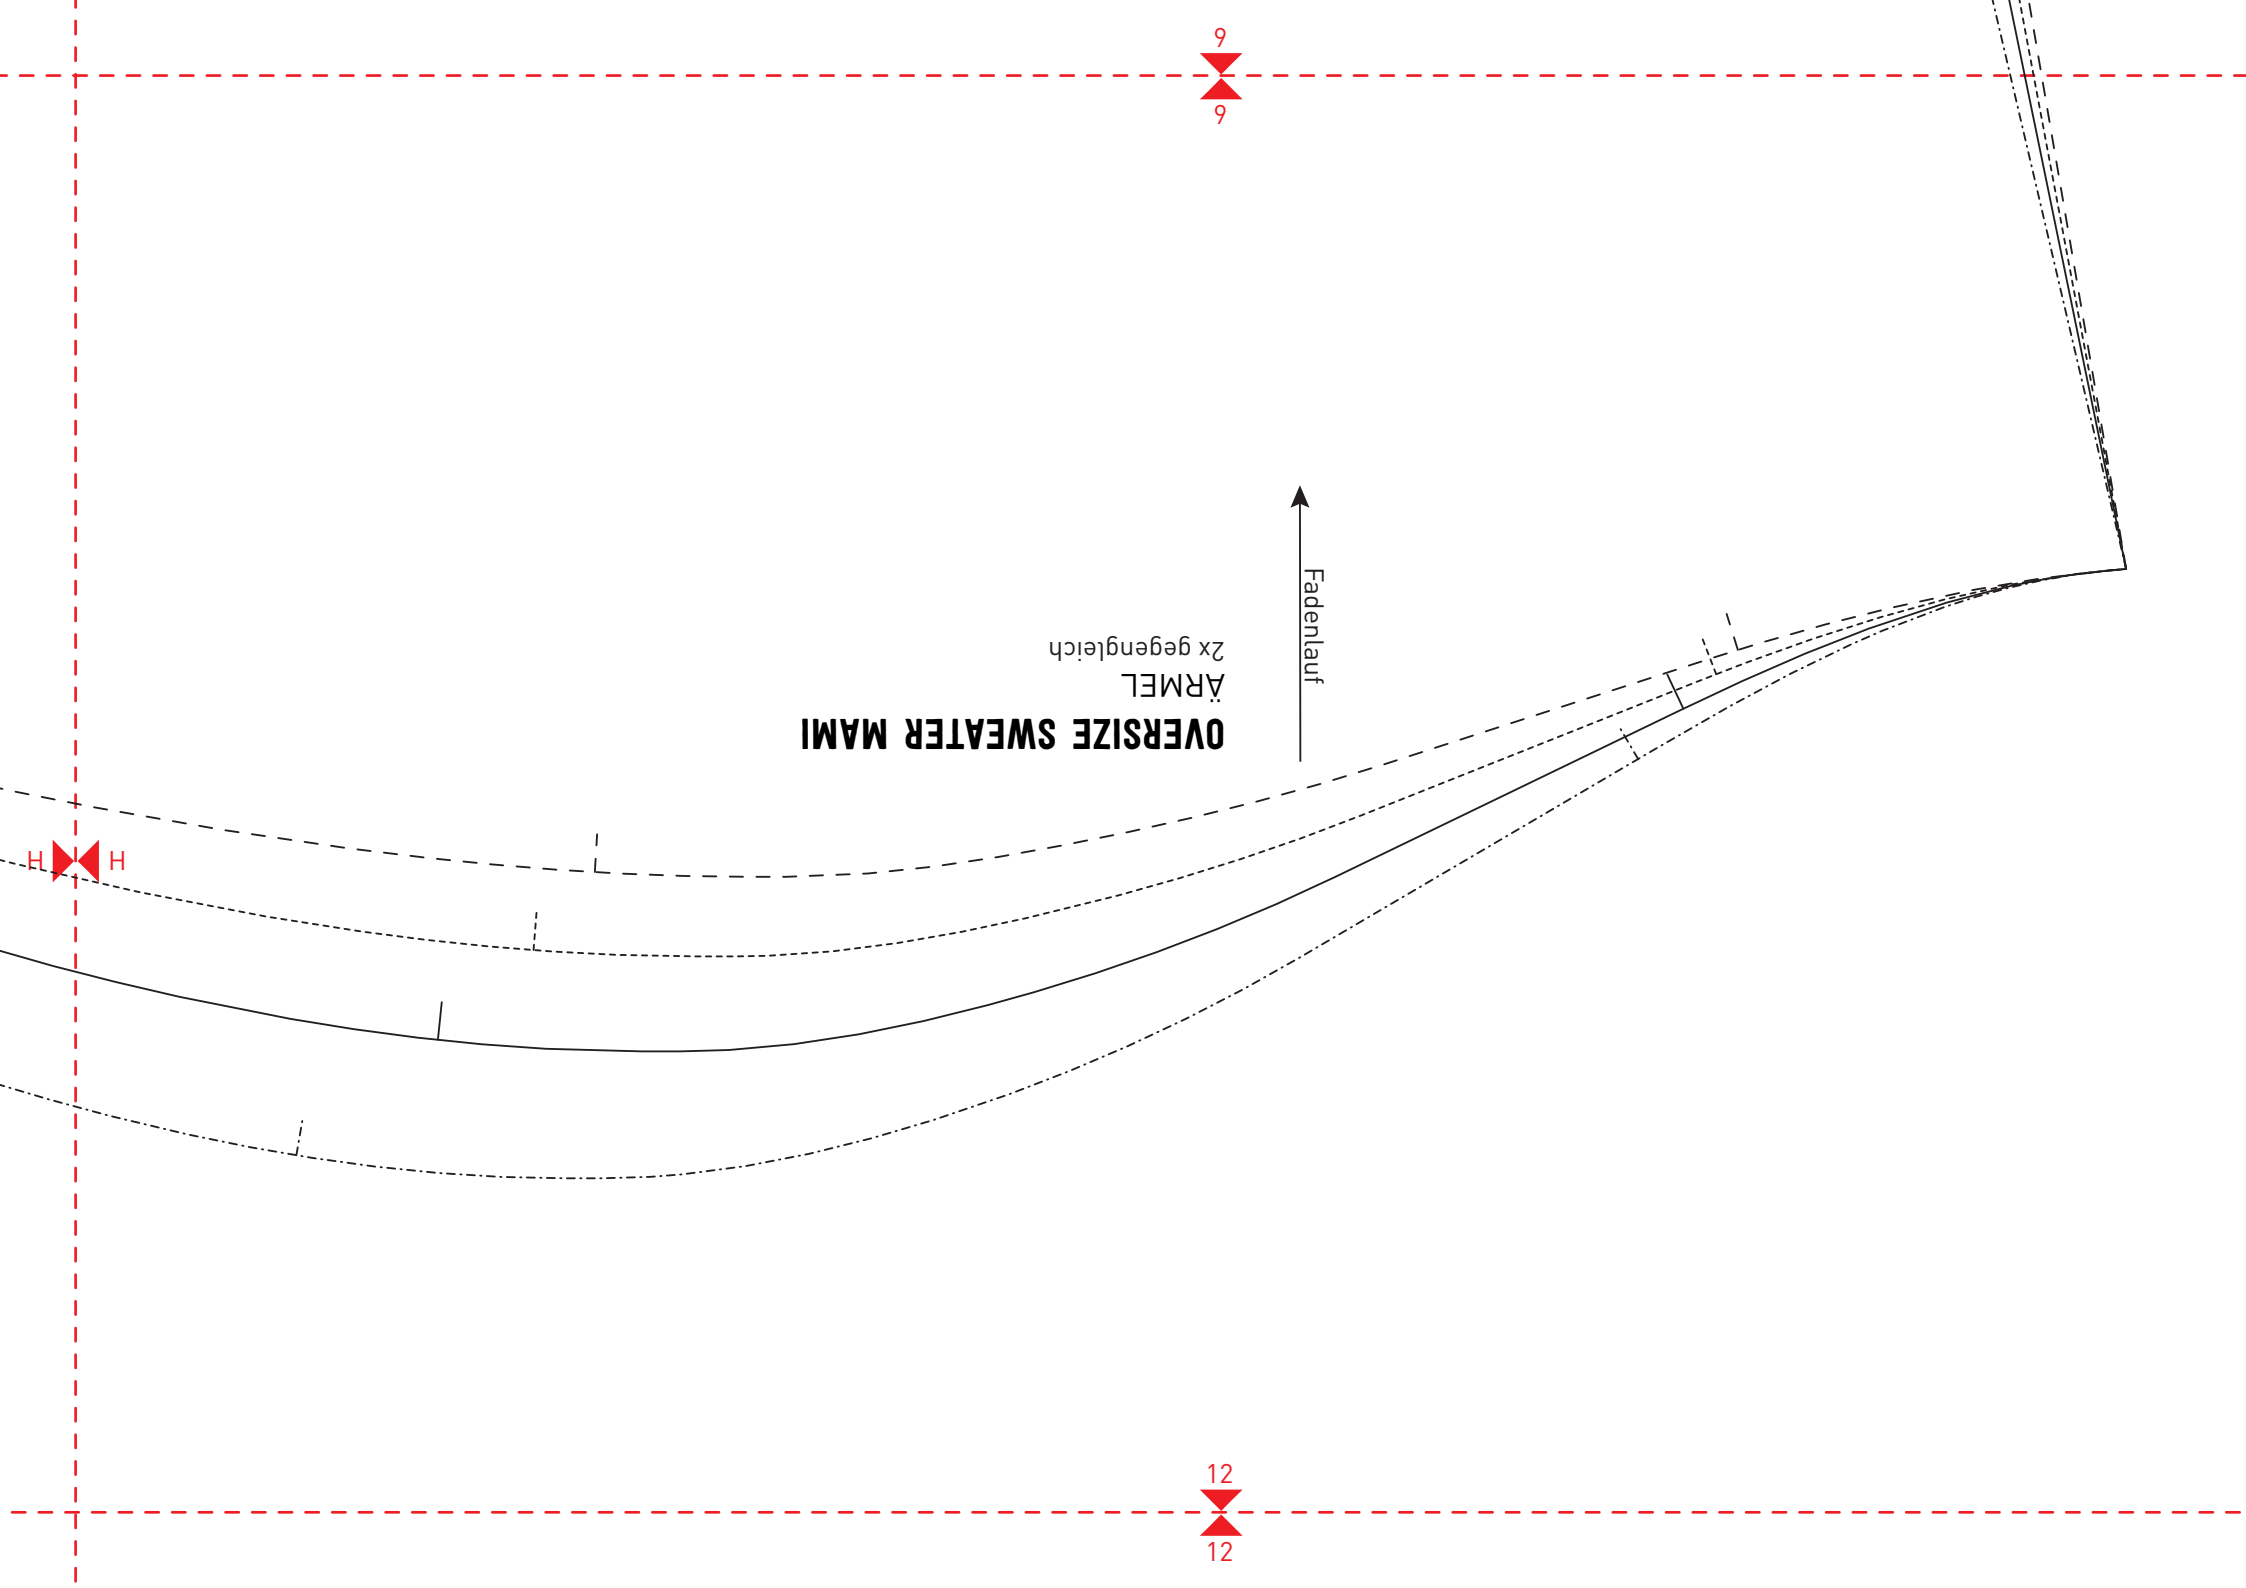 9
9
Fadenlauf
OVERSIZE SWEATER MAMI
ÄRMEL
2x gegengleich
H
H
12
12